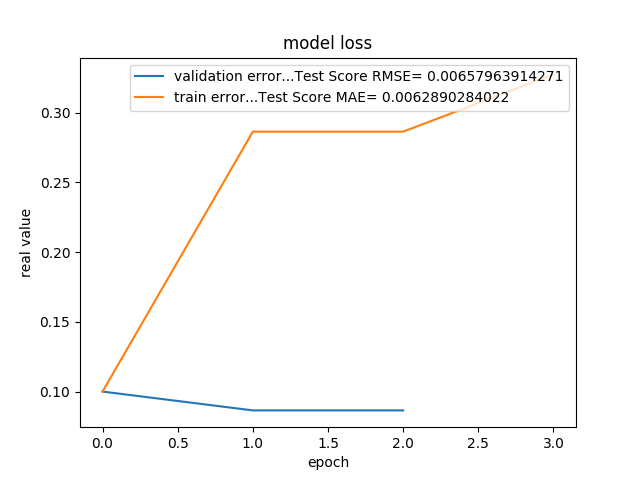 model loss
validation error...Test Score RMSE= 0.00657963914271
train error...Test Score MAE= 0.0062890284022
real value
0.30
0.25
0.20
0.15
0.10
0.0 0.5 1.0 1.5 2.0 2.5 3.0
epoch